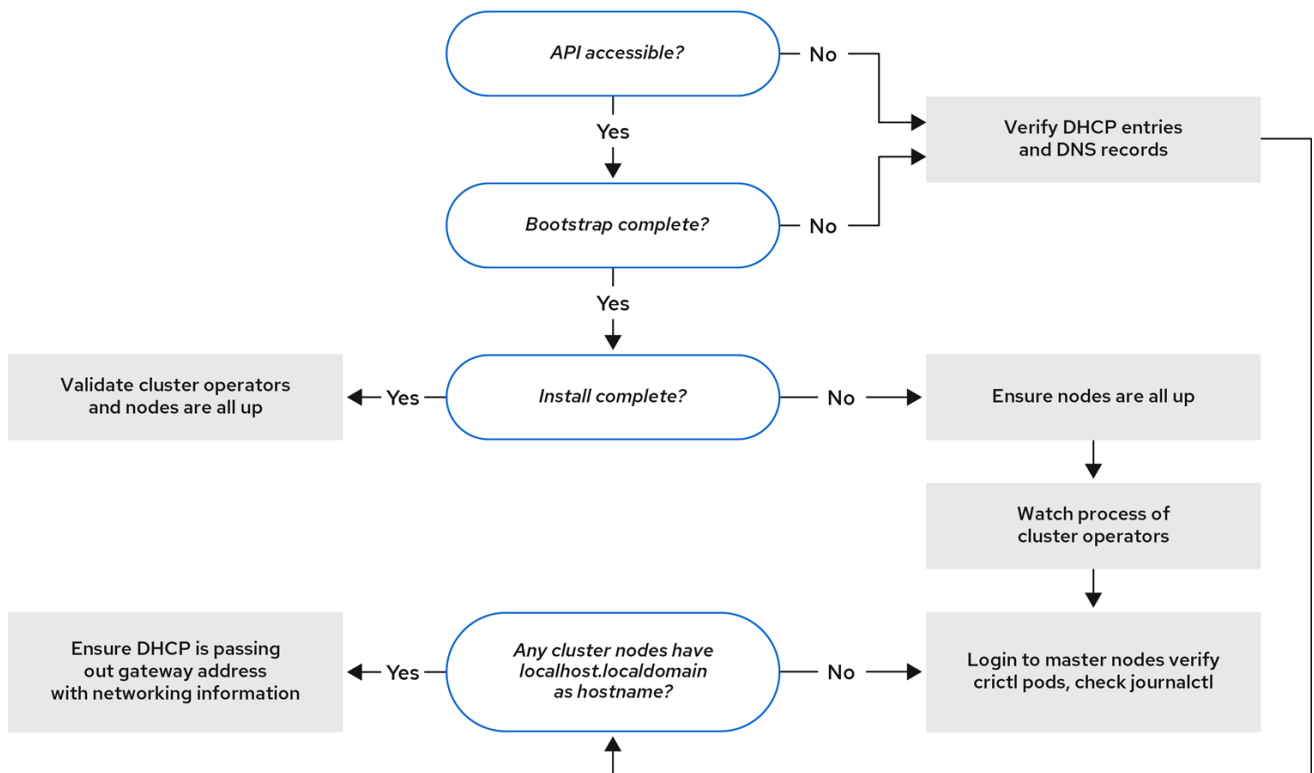 API accessible?
No
Verify DHCP entries
and DNS records
Yes
Bootstrap complete?
No
Yes
Validate cluster operators
and nodes are all up
Yes
Install complete?
No
Ensure nodes are all up
Watch process of
cluster operators
Ensure DHCP is passing
out gateway address
with networking information
Yes
Any cluster nodes have
localhost.localdomain
as hostname?
No
Login to master nodes verify
crictl pods, check journalctl